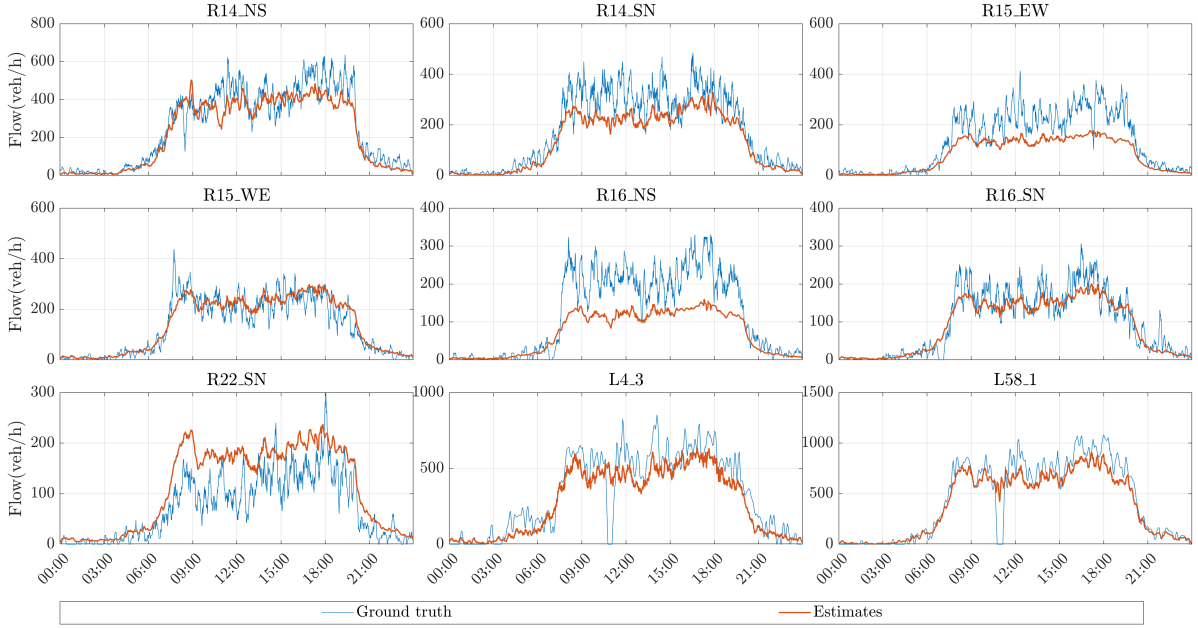 R14_NS R14_SN R15_EW
800 600 600
600 400 400
400
200 200 200
0 0 0
Flow(veh/h)
R15_WE R16_NS R16_SN
600 400 400
300 300
400
200 200
200
100 100
0 0 0
Flow(veh/h)
R22_SN L4_3 L58_1
300 1000 1500
200 1000
500
100 500
0 0 0
Flow(veh/h)
00:00 03:00 06:00 09:00 12:00 15:00 18:00 21:00 00:00 03:00 06:00 09:00 12:00 15:00 18:00 21:00 00:00 03:00 06:00 09:00 12:00 15:00 18:00 21:00
Ground truth Estimates